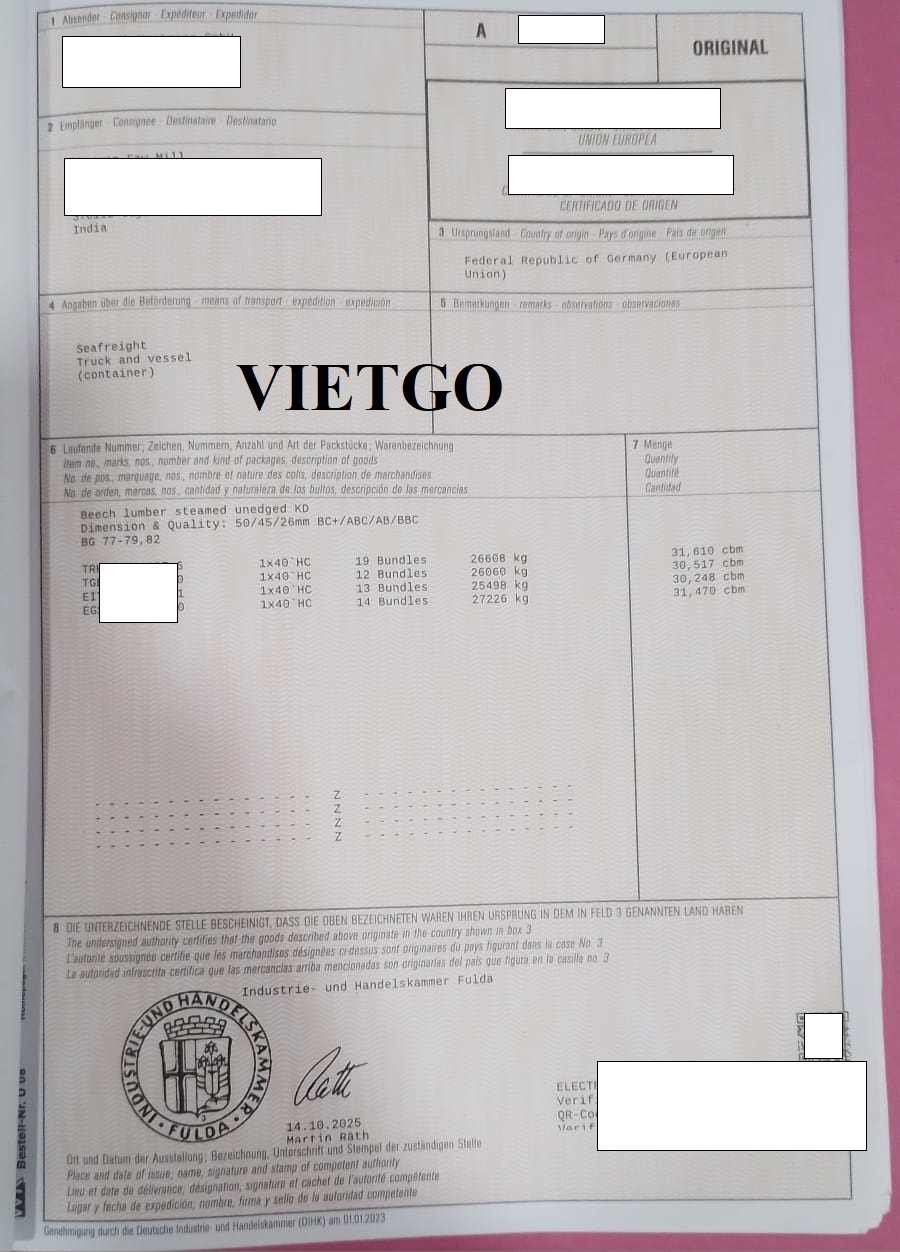 1 Absender · Consignor · Expéditeur · Expedidor
A
ORIGINAL
2 Empfänger · Consignee · Destinataire · Destinatario
India
UNION EUROPEA
CERTIFICADO DE ORIGEN
3 Ursprungsland · Country of origin · Pays d'origine · País de origen
Federal Republic of Germany (European
Union)
4 Angaben über die Beförderung · means of transport · expédition · expedición
5 Bemerkungen · remarks · observations · observaciones
Seafreight
Truck and vessel
(container)
VIETGO
6 Laufende Nummer; Zeichen, Nummern, Anzahl und Art der Packstücke; Warenbezeichnung
Item no., marks, nos., number and kind of packages, description of goods
No. de pos., marquage, nos., nombre et nature des colis, description de marchandises
No. de orden, marcas, nos., cantidad y naturaleza de los bultos, descripción de las mercancias
7 Menge
Quantity
Quantité
Cantidad
Beech lumber steamed unedged KD
Dimension & Quality: 50/45/26mm BC+/ABC/AB/BBC
BG 77-79,82
1x40`HC 19 Bundles 26608 kg 31,610 cbm
1x40`HC 12 Bundles 26060 kg 30,517 cbm
1x40`HC 13 Bundles 25498 kg 30,248 cbm
1x40`HC 14 Bundles 27226 kg 31,470 cbm
- - - - - - - - - - - - - - - - Z - - - - - - - - - - - - - - -
- - - - - - - - - - - - - - - - Z - - - - - - - - - - - - - - -
- - - - - - - - - - - - - - - - Z - - - - - - - - - - - - - - -
- - - - - - - - - - - - - - - - Z - - - - - - - - - - - - - - -
8 DIE UNTERZEICHNENDE STELLE BESCHEINIGT, DASS DIE OBEN BEZEICHNETEN WAREN IHREN URSPRUNG IN DEM IN FELD 3 GENANNTEN LAND HABEN
The undersigned authority certifies that the goods described above originate in the country shown in box 3
L'autorité soussignée certifie que les marchandises désignées ci-dessus sont originaires du pays figurant dans la case No. 3
La autoridad infrascrita certifica que las mercancías arriba mencionadas son originarias del país que figura en la casilla no. 3
Industrie- und Handelskammer Fulda
INDUSTRIE-UND HANDELSKAMMER
· FULDA ·
14.10.2025
Martin Räth
Ort und Datum der Ausstellung; Bezeichnung, Unterschrift und Stempel der zuständigen Stelle
Place and date of issue; name, signature and stamp of competent authority
Lieu et date de délivrance; désignation, signature et cachet de l'autorité compétente
Lugar y fecha de expedición; nombre, firma y sello de la autoridad competente
Genehmigung durch die Deutsche Industrie- und Handelskammer (DIHK) am 01.01.2023
Bestell-Nr. U 08